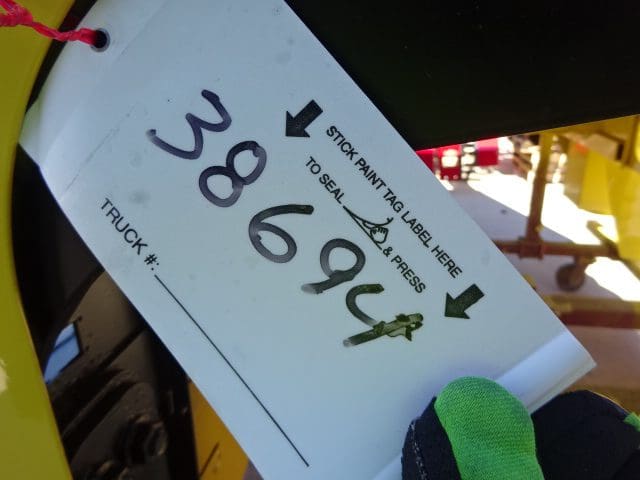 STICK PAINT TAG LABEL HERE
TO SEAL & PRESS
38694
TRUCK #: